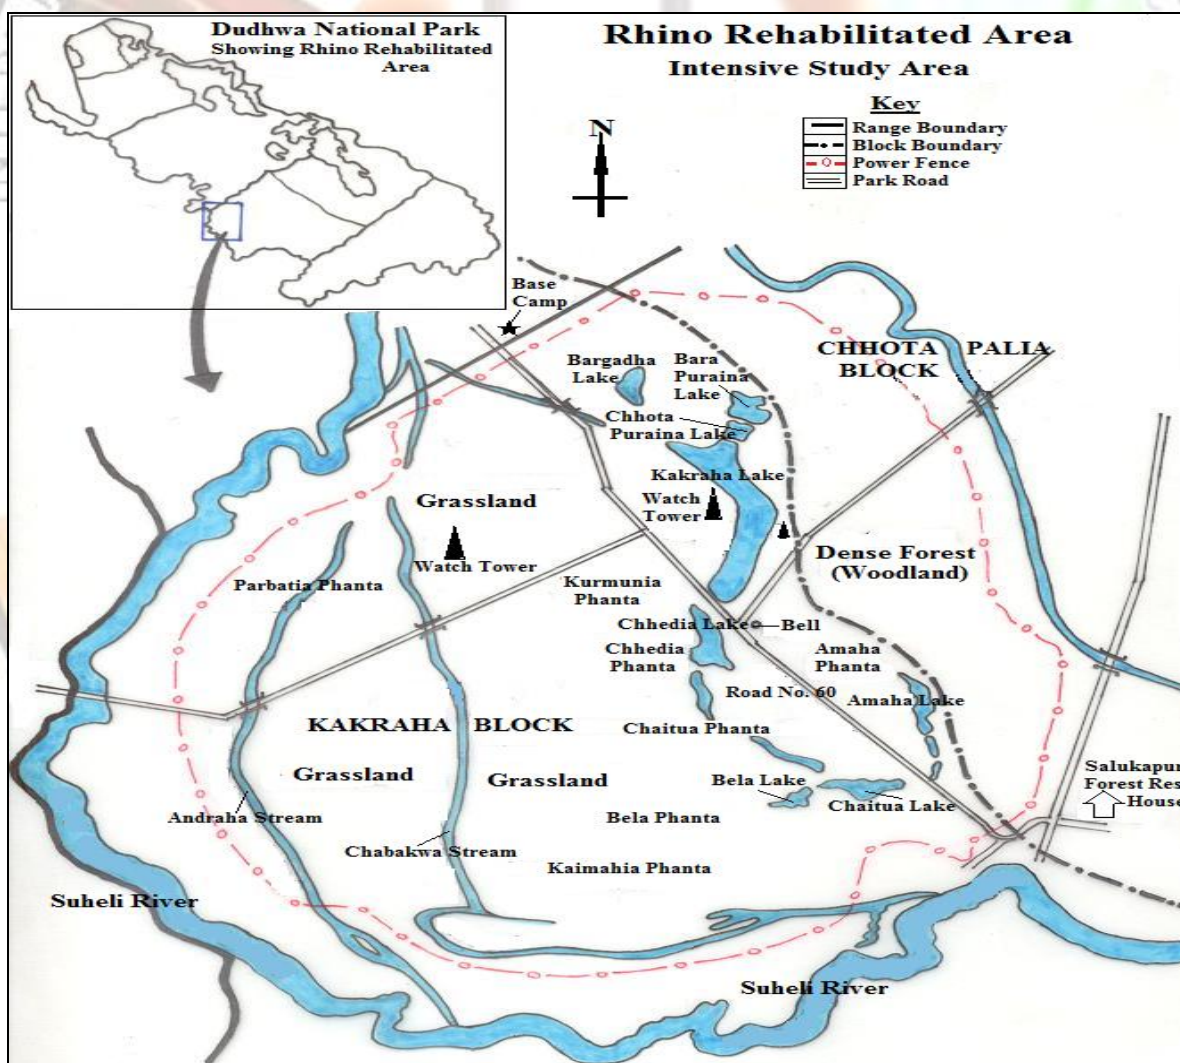 Dudhwa National Park
Showing Rhino Rehabilitated
Area
Rhino Rehabilitated Area
Intensive Study Area
Key
Range Boundary
Block Boundary
Power Fence
Park Road
N
Base
Camp
Bargadha
Lake
Bara
Puraina
Lake
CHHOTA PALIA
BLOCK
Chhota
Puraina Lake
Kakraha Lake
Grassland
Watch
Tower
Watch Tower
Dense Forest
(Woodland)
Parbatia Phanta
Kurmunia
Phanta
Chhedia Lake
Bell
Chhedia
Phanta
Amaha
Phanta
Road No. 60
Amaha Lake
KAKRAHA BLOCK
Chaitua Phanta
Grassland
Grassland
Bela Lake
Chaitua Lake
Salukapur
Forest Res
House
Andraha Stream
Bela Phanta
Chabakwa Stream
Kaimahia Phanta
Suheli River
Suheli River